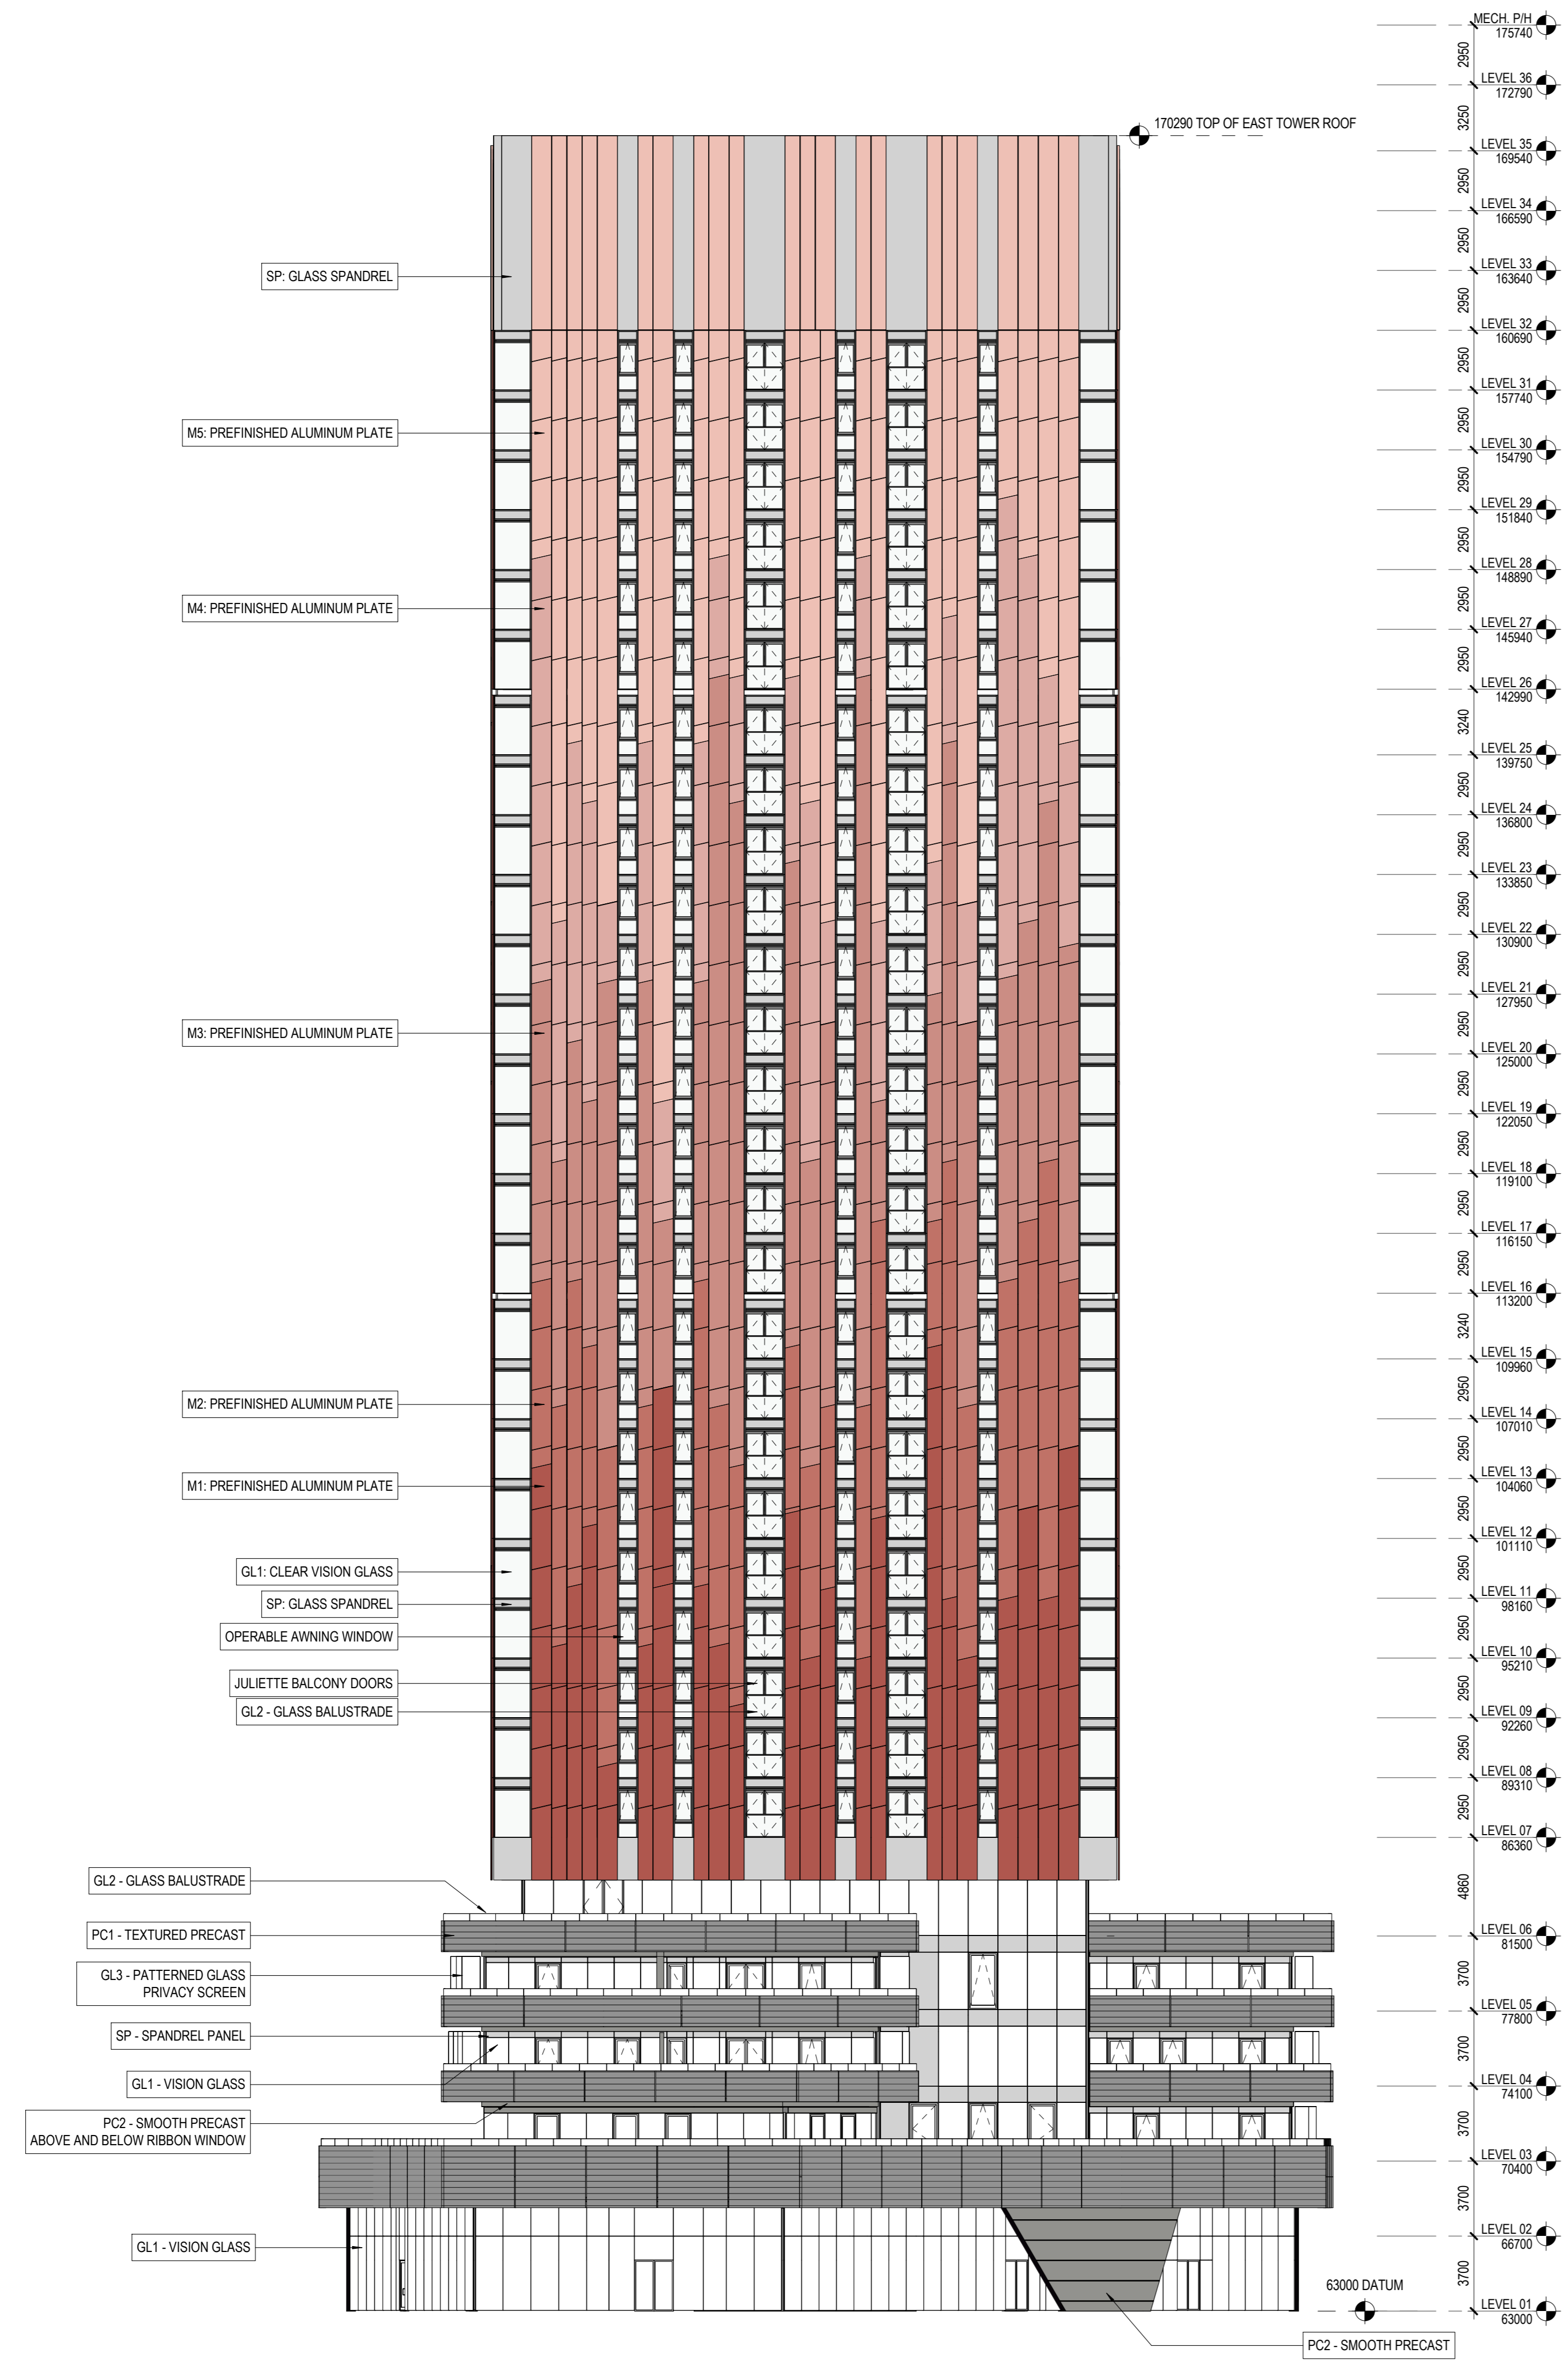 MECH. P/H
175740
2950
LEVEL 36
172790
3250
170290 TOP OF EAST TOWER ROOF
LEVEL 35
169540
2950
LEVEL 34
166590
2950
SP: GLASS SPANDREL
LEVEL 33
163640
2950
LEVEL 32
160690
2950
LEVEL 31
157740
2950
M5: PREFINISHED ALUMINUM PLATE
LEVEL 30
154790
2950
LEVEL 29
151840
2950
LEVEL 28
148890
2950
M4: PREFINISHED ALUMINUM PLATE
LEVEL 27
145940
2950
LEVEL 26
142990
3240
LEVEL 25
139750
2950
LEVEL 24
136800
2950
LEVEL 23
133850
2950
LEVEL 22
130900
2950
LEVEL 21
127950
2950
M3: PREFINISHED ALUMINUM PLATE
LEVEL 20
125000
2950
LEVEL 19
122050
2950
LEVEL 18
119100
2950
LEVEL 17
116150
2950
LEVEL 16
113200
3240
LEVEL 15
109960
2950
M2: PREFINISHED ALUMINUM PLATE
LEVEL 14
107010
2950
LEVEL 13
104060
2950
M1: PREFINISHED ALUMINUM PLATE
LEVEL 12
101110
2950
GL1: CLEAR VISION GLASS
LEVEL 11
98160
SP: GLASS SPANDREL
2950
OPERABLE AWNING WINDOW
LEVEL 10
95210
2950
JULIETTE BALCONY DOORS
GL2 - GLASS BALUSTRADE
LEVEL 09
92260
2950
LEVEL 08
89310
2950
LEVEL 07
86360
4860
GL2 - GLASS BALUSTRADE
PC1 - TEXTURED PRECAST
LEVEL 06
81500
3700
GL3 - PATTERNED GLASS
PRIVACY SCREEN
LEVEL 05
77800
3700
SP - SPANDREL PANEL
GL1 - VISION GLASS
LEVEL 04
74100
3700
PC2 - SMOOTH PRECAST
ABOVE AND BELOW RIBBON WINDOW
LEVEL 03
70400
3700
GL1 - VISION GLASS
LEVEL 02
66700
3700
63000 DATUM
LEVEL 01
63000
PC2 - SMOOTH PRECAST